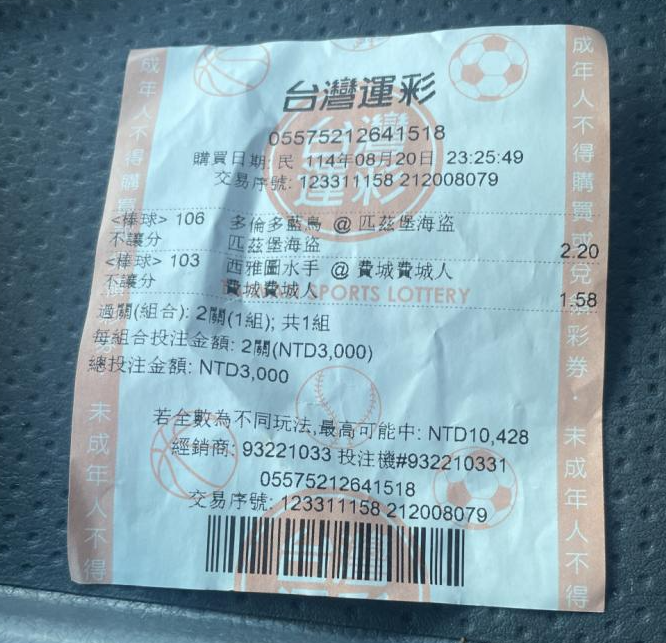 台灣運彩
05575212641518
購買日期: 民 114年08月20日 23:25:49
交易序號: 123311158 212008079
<棒球> 106 多倫多藍鳥 @ 匹茲堡海盜
不讓分 匹茲堡海盜 2.20
<棒球> 103 西雅圖水手 @ 費城費城人
不讓分 費城費城人 1.58
SPORTS LOTTERY
過關(組合): 2關(1組); 共1組
每組合投注金額: 2關(NTD3,000)
總投注金額: NTD3,000
若全數為不同玩法,最高可能中: NTD10,428
經銷商: 93221033 投注機#932210331
05575212641518
交易序號: 123311158 212008079
台灣運彩
成年人不得購買
券
未成年人不得
成年人不得購買或兌
彩券.未成年人不得